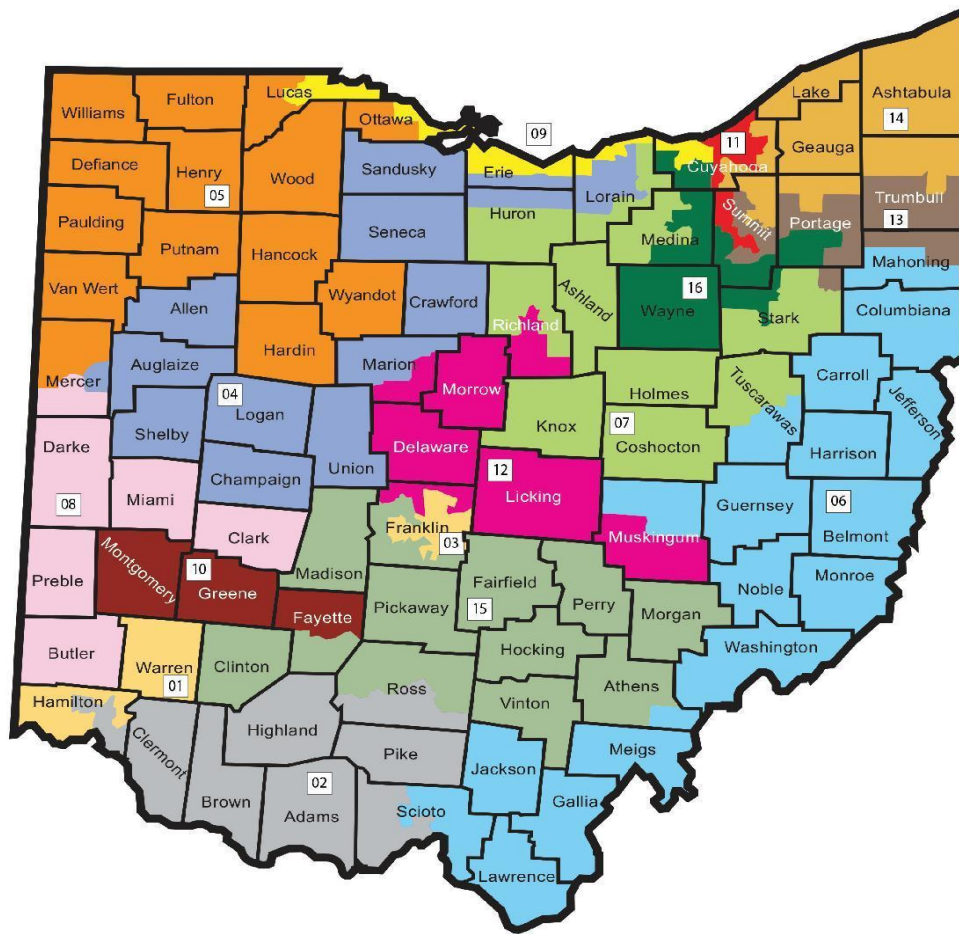 Williams
Fulton
Lucas
Ottawa
09
Lake
Ashtabula
14
Geauga
11
Cuyahoga
Defiance
Henry
05
Wood
Sandusky
Erie
Lorain
Trumbull
13
Paulding
Putnam
Hancock
Seneca
Huron
Medina
Summit
Portage
Mahoning
Van Wert
Allen
Wyandot
Crawford
Richland
Ashland
16
Wayne
Stark
Columbiana
Mercer
Auglaize
Hardin
Marion
Morrow
Holmes
Tuscarawas
Carroll
Jefferson
04
Logan
Shelby
Union
Delaware
Knox
07
Coshocton
Harrison
Darke
08
Miami
Champaign
12
Licking
Guernsey
06
Belmont
Clark
Franklin
03
Muskingum
Montgomery
10
Greene
Madison
Fairfield
15
Perry
Noble
Monroe
Preble
Fayette
Pickaway
Morgan
Butler
Warren
01
Clinton
Hocking
Washington
Hamilton
Ross
Athens
Vinton
Clermont
Highland
Pike
Jackson
Meigs
Brown
02
Adams
Scioto
Gallia
Lawrence